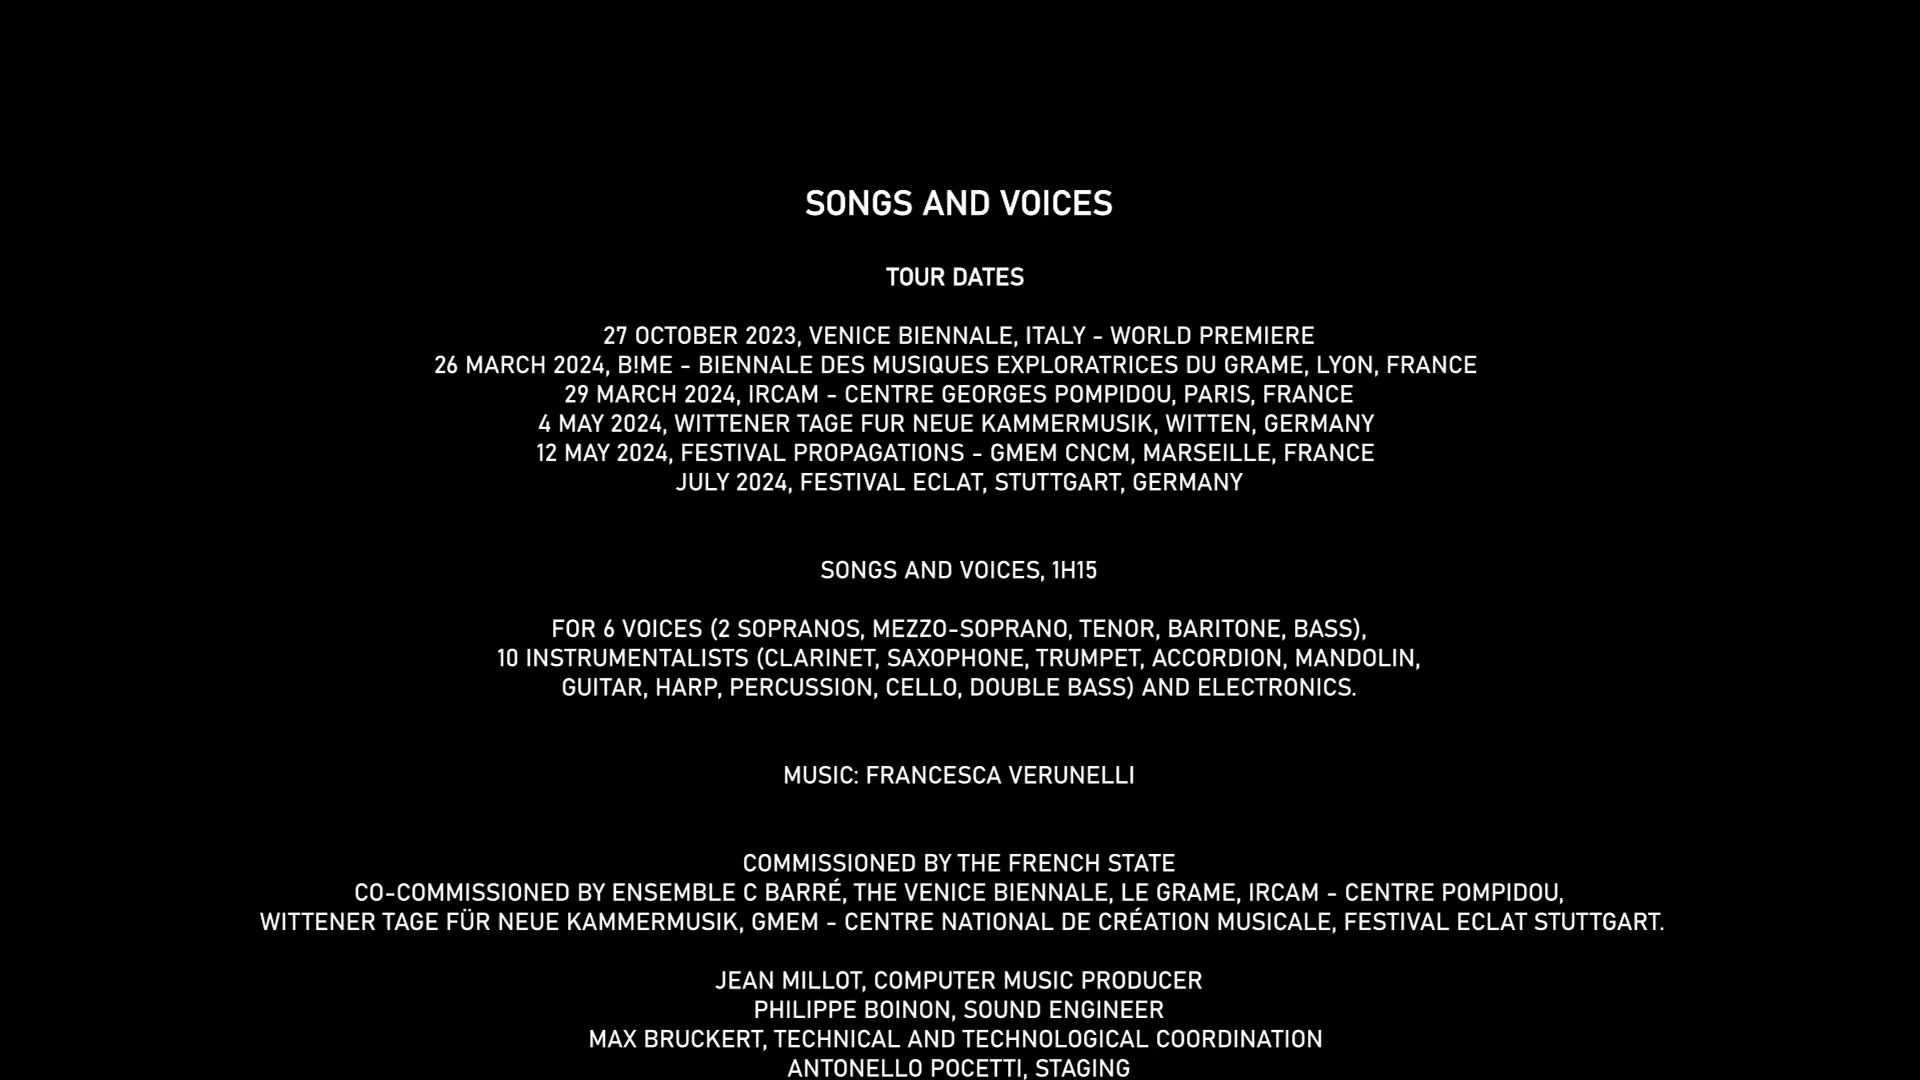 SONGS AND VOICES
TOUR DATES
27 OCTOBER 2023, VENICE BIENNALE, ITALY - WORLD PREMIERE
26 MARCH 2024, B!ME - BIENNALE DES MUSIQUES EXPLORATRICES DU GRAME, LYON, FRANCE
29 MARCH 2024, IRCAM - CENTRE GEORGES POMPIDOU, PARIS, FRANCE
4 MAY 2024, WITTENER TAGE FUR NEUE KAMMERMUSIK, WITTEN, GERMANY
12 MAY 2024, FESTIVAL PROPAGATIONS - GMEM CNCM, MARSEILLE, FRANCE
JULY 2024, FESTIVAL ECLAT, STUTTGART, GERMANY
SONGS AND VOICES, 1H15
FOR 6 VOICES (2 SOPRANOS, MEZZO-SOPRANO, TENOR, BARITONE, BASS),
10 INSTRUMENTALISTS (CLARINET, SAXOPHONE, TRUMPET, ACCORDION, MANDOLIN,
GUITAR, HARP, PERCUSSION, CELLO, DOUBLE BASS) AND ELECTRONICS.
MUSIC: FRANCESCA VERUNELLI
COMMISSIONED BY THE FRENCH STATE
CO-COMMISSIONED BY ENSEMBLE C BARRÉ, THE VENICE BIENNALE, LE GRAME, IRCAM - CENTRE POMPIDOU,
WITTENER TAGE FÜR NEUE KAMMERMUSIK, GMEM - CENTRE NATIONAL DE CRÉATION MUSICALE, FESTIVAL ECLAT STUTTGART.
JEAN MILLOT, COMPUTER MUSIC PRODUCER
PHILIPPE BOINON, SOUND ENGINEER
MAX BRUCKERT, TECHNICAL AND TECHNOLOGICAL COORDINATION
ANTONELLO POCETTI, STAGING